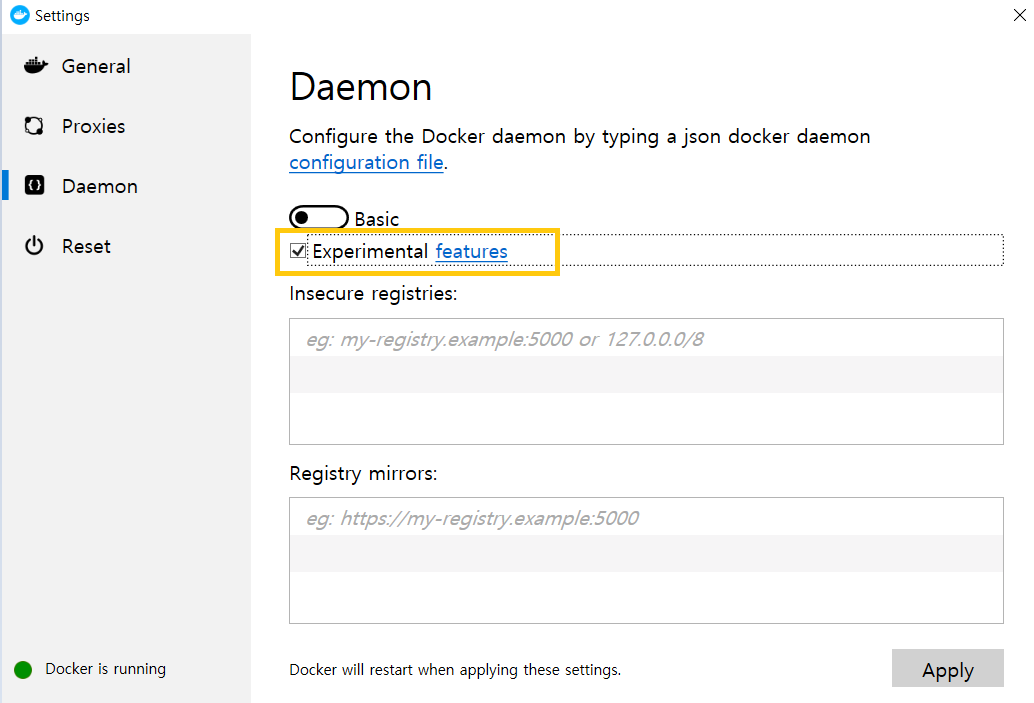 Settings
General
Proxies
Daemon
Reset
Docker is running
Daemon
Configure the Docker daemon by typing a json docker daemon
configuration file.
Basic
Experimental features
Insecure registries:
eg: my-registry.example:5000 or 127.0.0.0/8
Registry mirrors:
eg: https://my-registry.example:5000
Docker will restart when applying these settings.
Apply